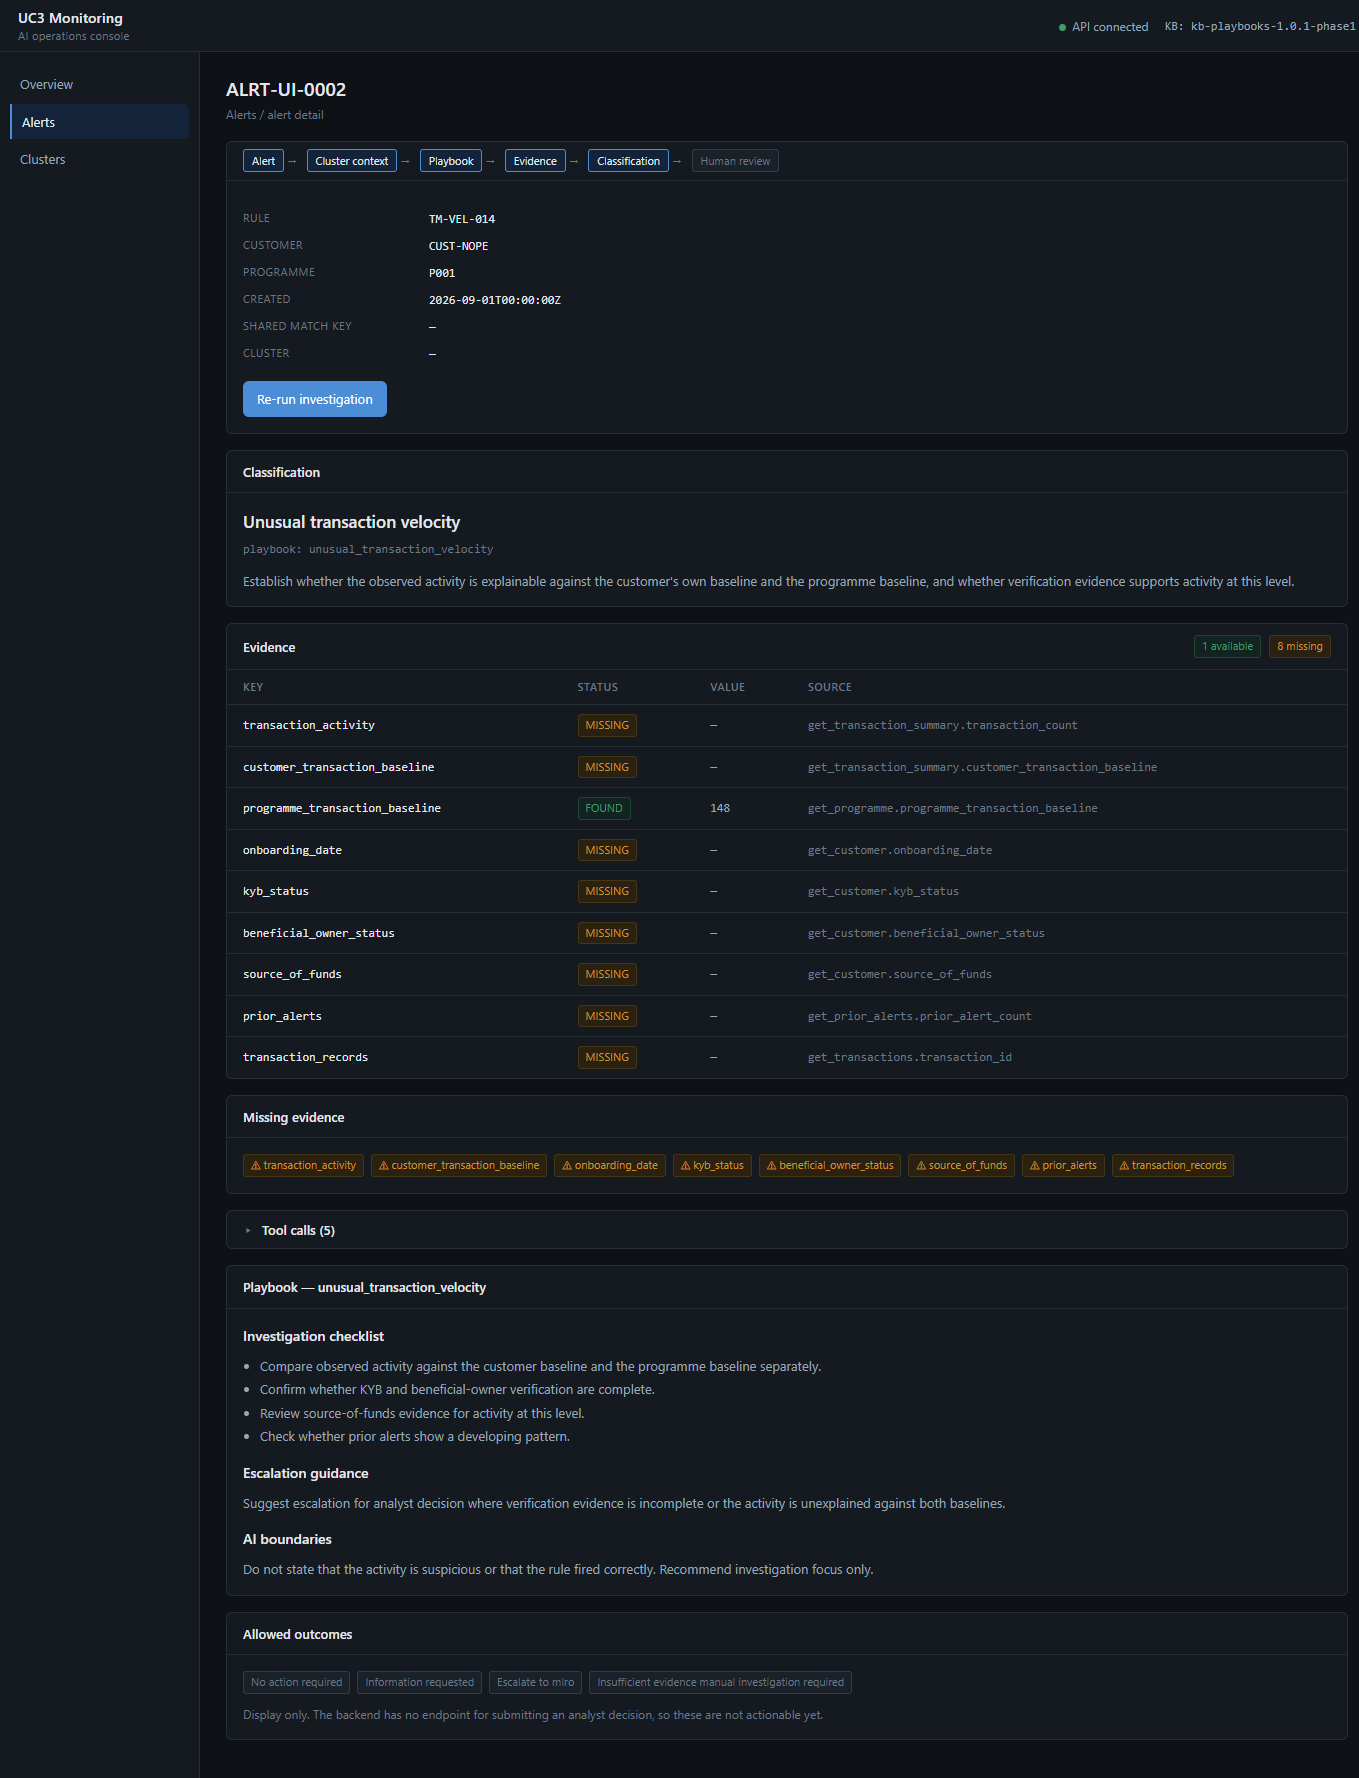 UC3 Monitoring
AI operations console
API connected KB: kb-playbooks-1.0.1-phase1
Overview
Alerts
Clusters
ALRT-UI-0002
Alerts / alert detail
Alert → Cluster context → Playbook → Evidence → Classification → Human review
RULE TM-VEL-014
CUSTOMER CUST-NOPE
PROGRAMME P001
CREATED 2026-09-01T00:00:00Z
SHARED MATCH KEY —
CLUSTER —
Re-run investigation
Classification
Unusual transaction velocity
playbook: unusual_transaction_velocity
Establish whether the observed activity is explainable against the customer's own baseline and the programme baseline, and whether verification evidence supports activity at this level.
Evidence 1 available 8 missing
KEY STATUS VALUE SOURCE
transaction_activity MISSING — get_transaction_summary.transaction_count
customer_transaction_baseline MISSING — get_transaction_summary.customer_transaction_baseline
programme_transaction_baseline FOUND 148 get_programme.programme_transaction_baseline
onboarding_date MISSING — get_customer.onboarding_date
kyb_status MISSING — get_customer.kyb_status
beneficial_owner_status MISSING — get_customer.beneficial_owner_status
source_of_funds MISSING — get_customer.source_of_funds
prior_alerts MISSING — get_prior_alerts.prior_alert_count
transaction_records MISSING — get_transactions.transaction_id
Missing evidence
⚠ transaction_activity ⚠ customer_transaction_baseline ⚠ onboarding_date ⚠ kyb_status ⚠ beneficial_owner_status ⚠ source_of_funds ⚠ prior_alerts ⚠ transaction_records
▸ Tool calls (5)
Playbook — unusual_transaction_velocity
Investigation checklist
• Compare observed activity against the customer baseline and the programme baseline separately.
• Confirm whether KYB and beneficial-owner verification are complete.
• Review source-of-funds evidence for activity at this level.
• Check whether prior alerts show a developing pattern.
Escalation guidance
Suggest escalation for analyst decision where verification evidence is incomplete or the activity is unexplained against both baselines.
AI boundaries
Do not state that the activity is suspicious or that the rule fired correctly. Recommend investigation focus only.
Allowed outcomes
No action required Information requested Escalate to mlro Insufficient evidence manual investigation required
Display only. The backend has no endpoint for submitting an analyst decision, so these are not actionable yet.